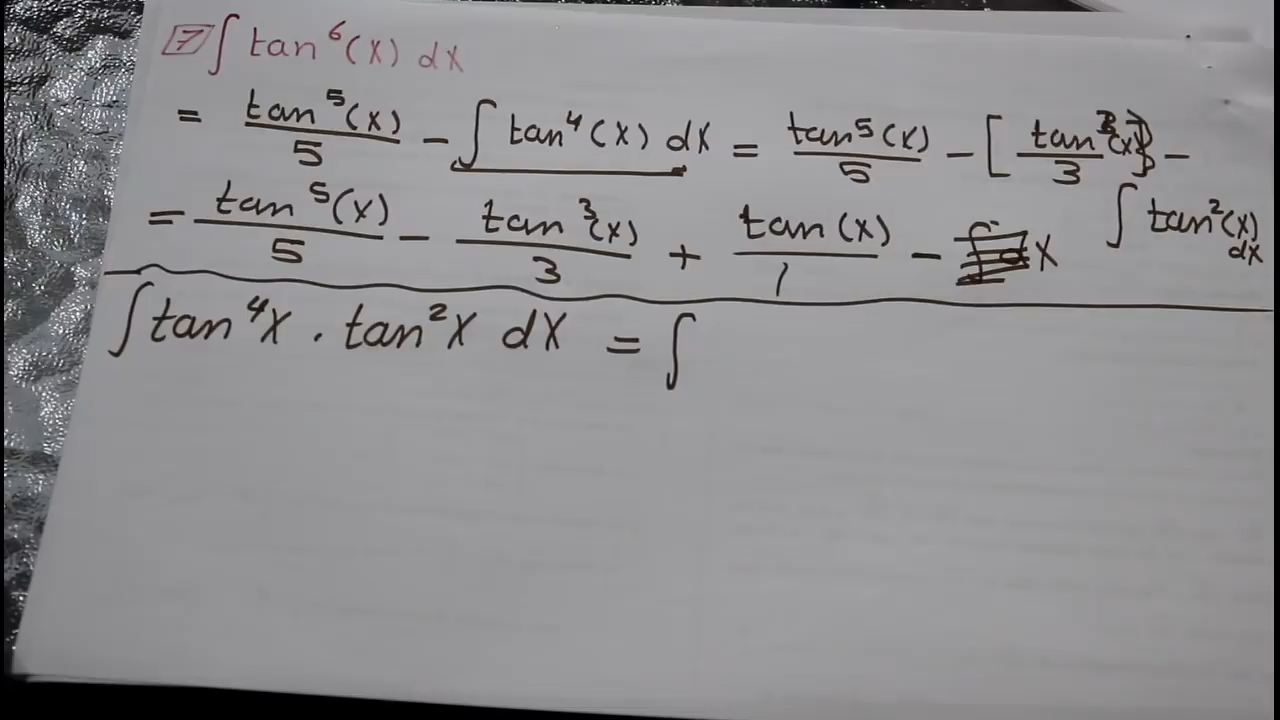 7 ∫ tan⁶(x) dx
= tan⁵(x)/5 - ∫ tan⁴(x) dx = tan⁵(x)/5 - [ tan³(x)/3 ] -
∫ tan²(x) dx
= tan⁵(x)/5 - tan³(x)/3 + tan(x)/1 - x
∫ tan⁴x . tan²x dx = ∫